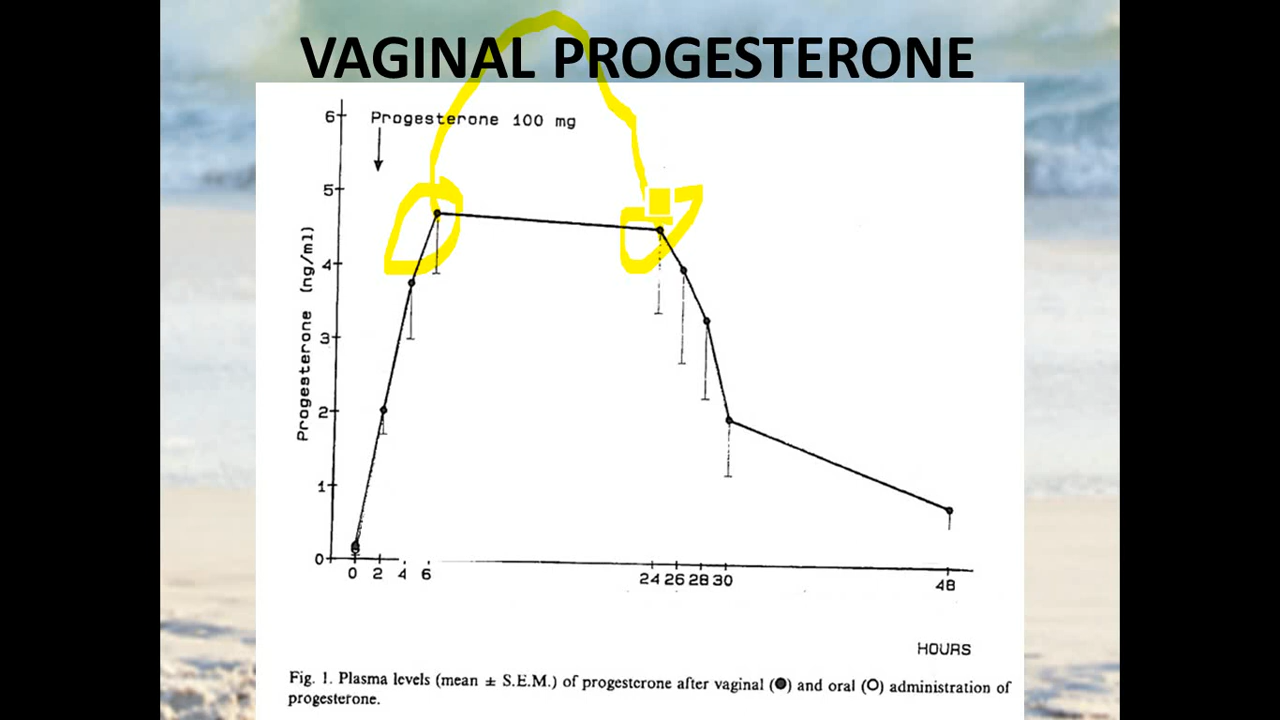 VAGINAL PROGESTERONE
6
Progesterone 100 mg
5
4
3
2
1
0
Progesterone (ng/ml)
0 2 4 6 24 26 28 30 48
HOURS
Fig. 1. Plasma levels (mean ± S.E.M.) of progesterone after vaginal (●) and oral (○) administration of
progesterone.